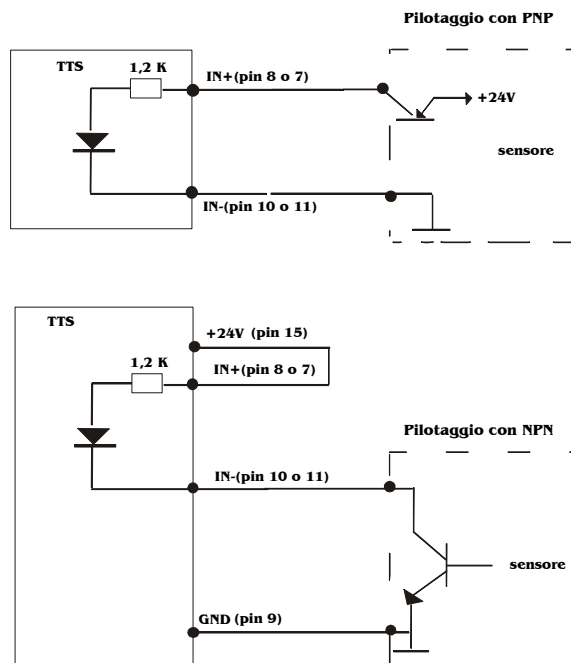 Pilotaggio con PNP
TTS
1,2 K
IN+(pin 8 o 7)
+24V
sensore
IN-(pin 10 o 11)
TTS
+24V (pin 15)
1,2 K
IN+(pin 8 o 7)
Pilotaggio con NPN
IN-(pin 10 o 11)
sensore
GND (pin 9)